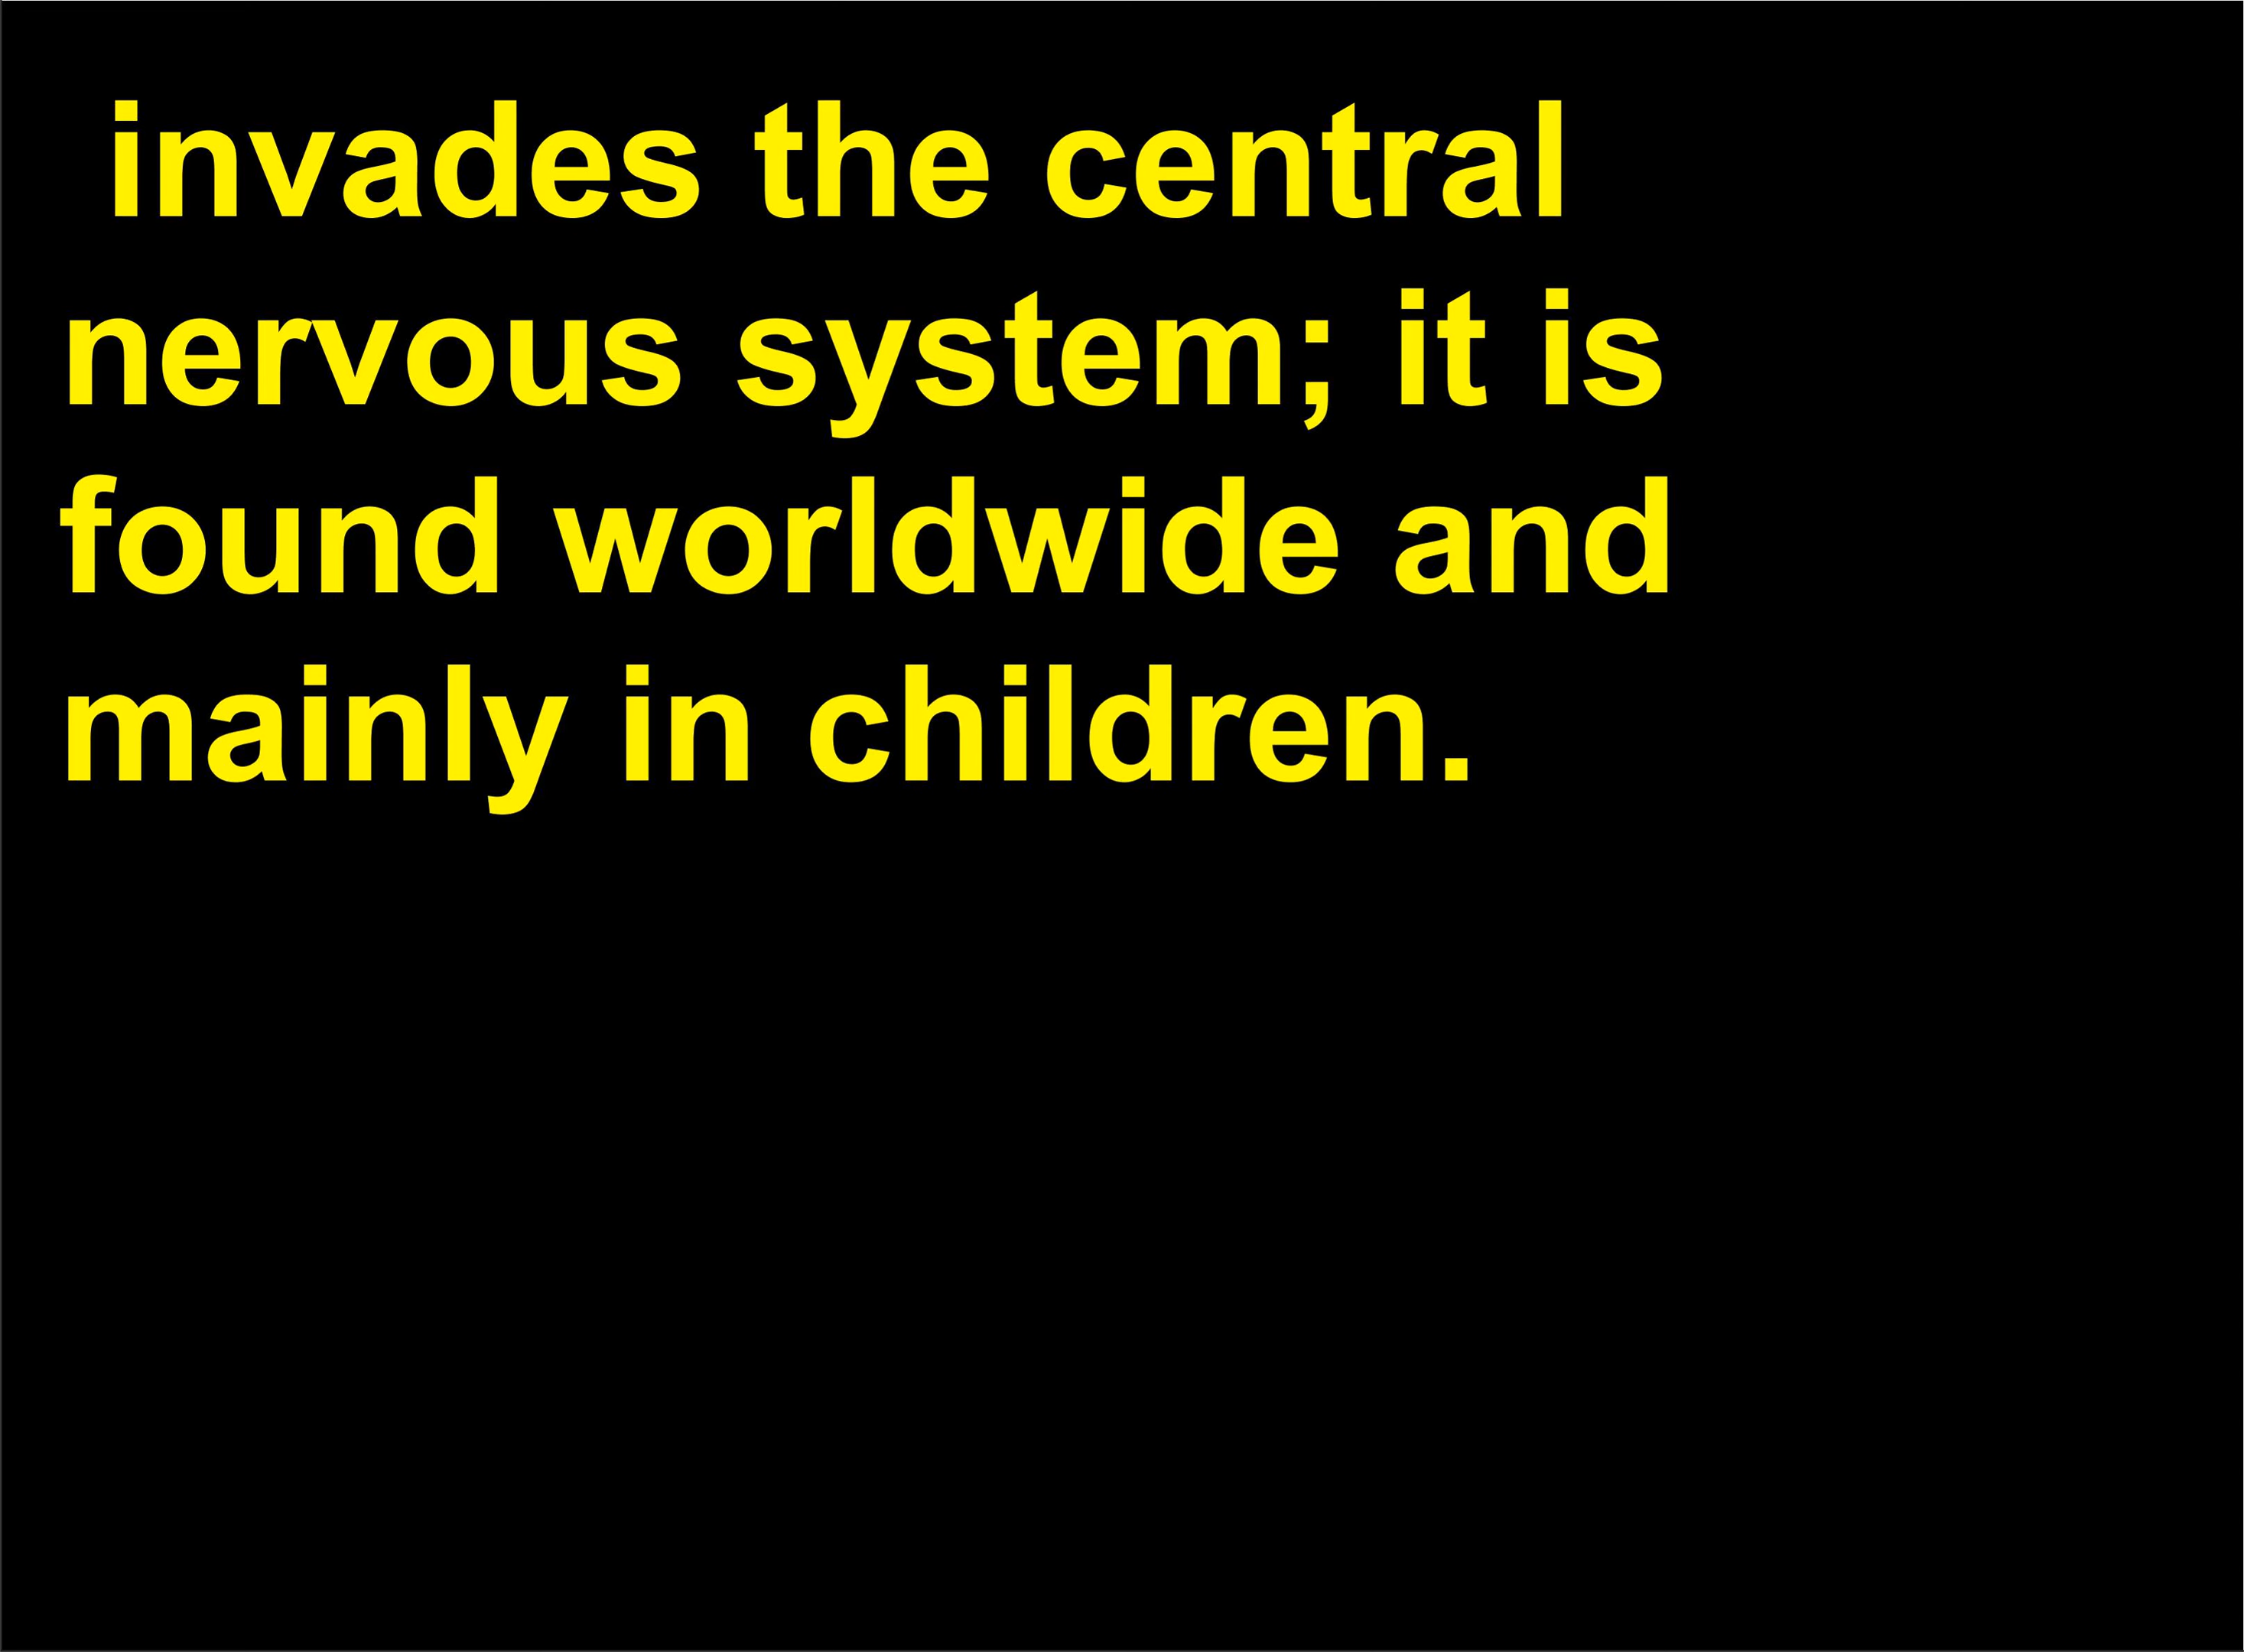 invades the central
nervous system; it is
found worldwide and
mainly in children.